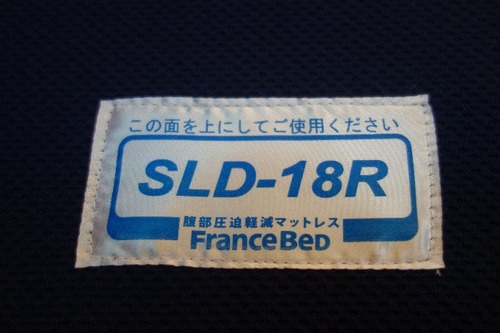 この面を上にしてご使用ください
SLD-18R
腹部圧迫軽減マットレス
FranceBeD